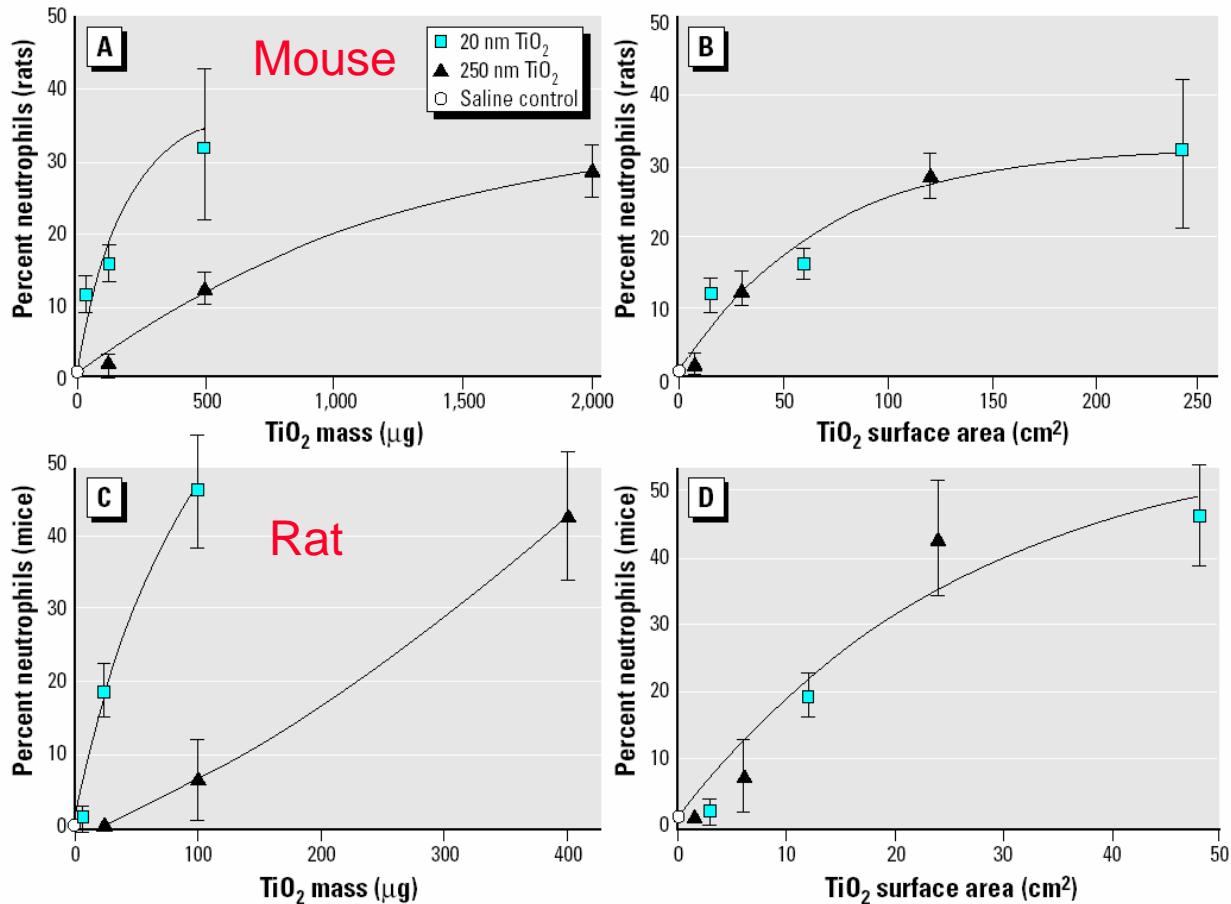 A
Mouse
20 nm TiO₂
250 nm TiO₂
Saline control
Percent neutrophils (rats)
50
40
30
20
10
0
0 500 1,000 1,500 2,000
TiO₂ mass (μg)
B
Percent neutrophils (rats)
50
40
30
20
10
0
0 50 100 150 200 250
TiO₂ surface area (cm²)
C
Rat
Percent neutrophils (mice)
50
40
30
20
10
0
0 100 200 300 400
TiO₂ mass (μg)
D
Percent neutrophils (mice)
50
40
30
20
10
0
0 10 20 30 40 50
TiO₂ surface area (cm²)